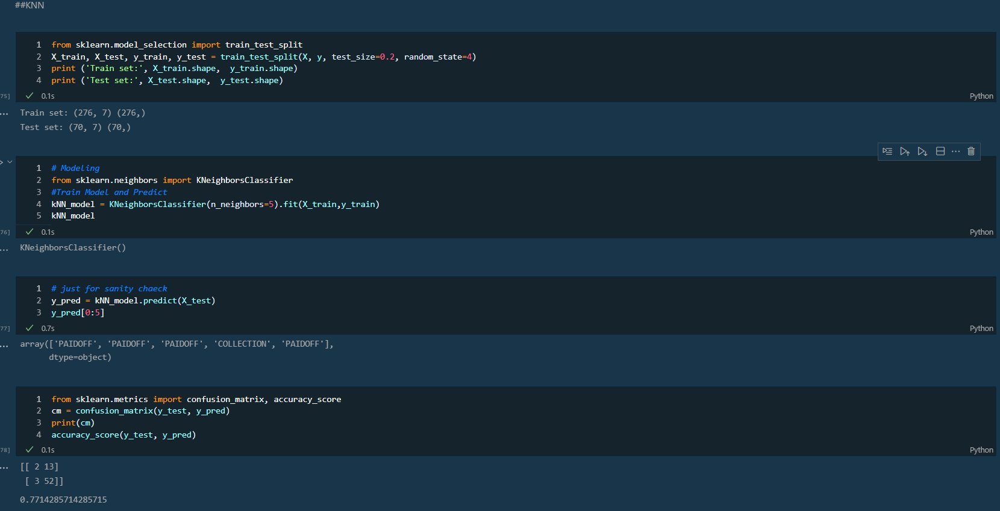 ##KNN
1 from sklearn.model_selection import train_test_split
2 X_train, X_test, y_train, y_test = train_test_split(X, y, test_size=0.2, random_state=4)
3 print ('Train set:', X_train.shape,  y_train.shape)
4 print ('Test set:', X_test.shape,  y_test.shape)
75] 0.1s Python
Train set: (276, 7) (276,)
Test set: (70, 7) (70,)
1 # Modeling
2 from sklearn.neighbors import KNeighborsClassifier
3 #Train Model and Predict
4 kNN_model = KNeighborsClassifier(n_neighbors=5).fit(X_train,y_train)
5 kNN_model
76] 0.1s Python
KNeighborsClassifier()
1 # just for sanity chaeck
2 y_pred = kNN_model.predict(X_test)
3 y_pred[0:5]
77] 0.7s Python
array(['PAIDOFF', 'PAIDOFF', 'PAIDOFF', 'COLLECTION', 'PAIDOFF'],
      dtype=object)
1 from sklearn.metrics import confusion_matrix, accuracy_score
2 cm = confusion_matrix(y_test, y_pred)
3 print(cm)
4 accuracy_score(y_test, y_pred)
78] 0.1s Python
[[ 2 13]
 [ 3 52]]
0.7714285714285715